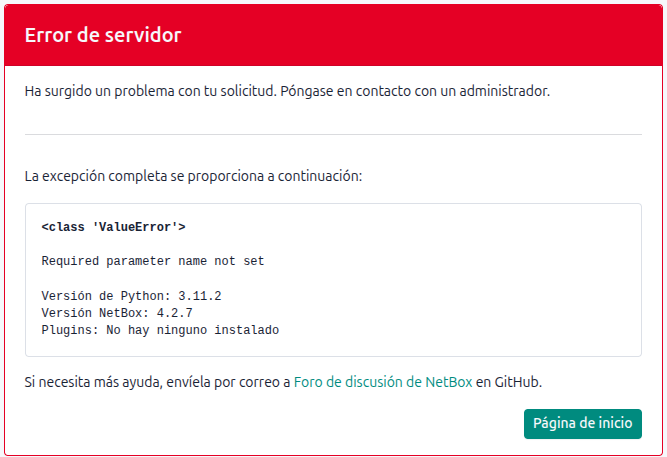 Error de servidor
Ha surgido un problema con tu solicitud. Póngase en contacto con un administrador.
La excepción completa se proporciona a continuación:
<class 'ValueError'>
Required parameter name not set
Versión de Python: 3.11.2
Versión NetBox: 4.2.7
Plugins: No hay ninguno instalado
Si necesita más ayuda, envíela por correo a Foro de discusión de NetBox en GitHub.
Página de inicio